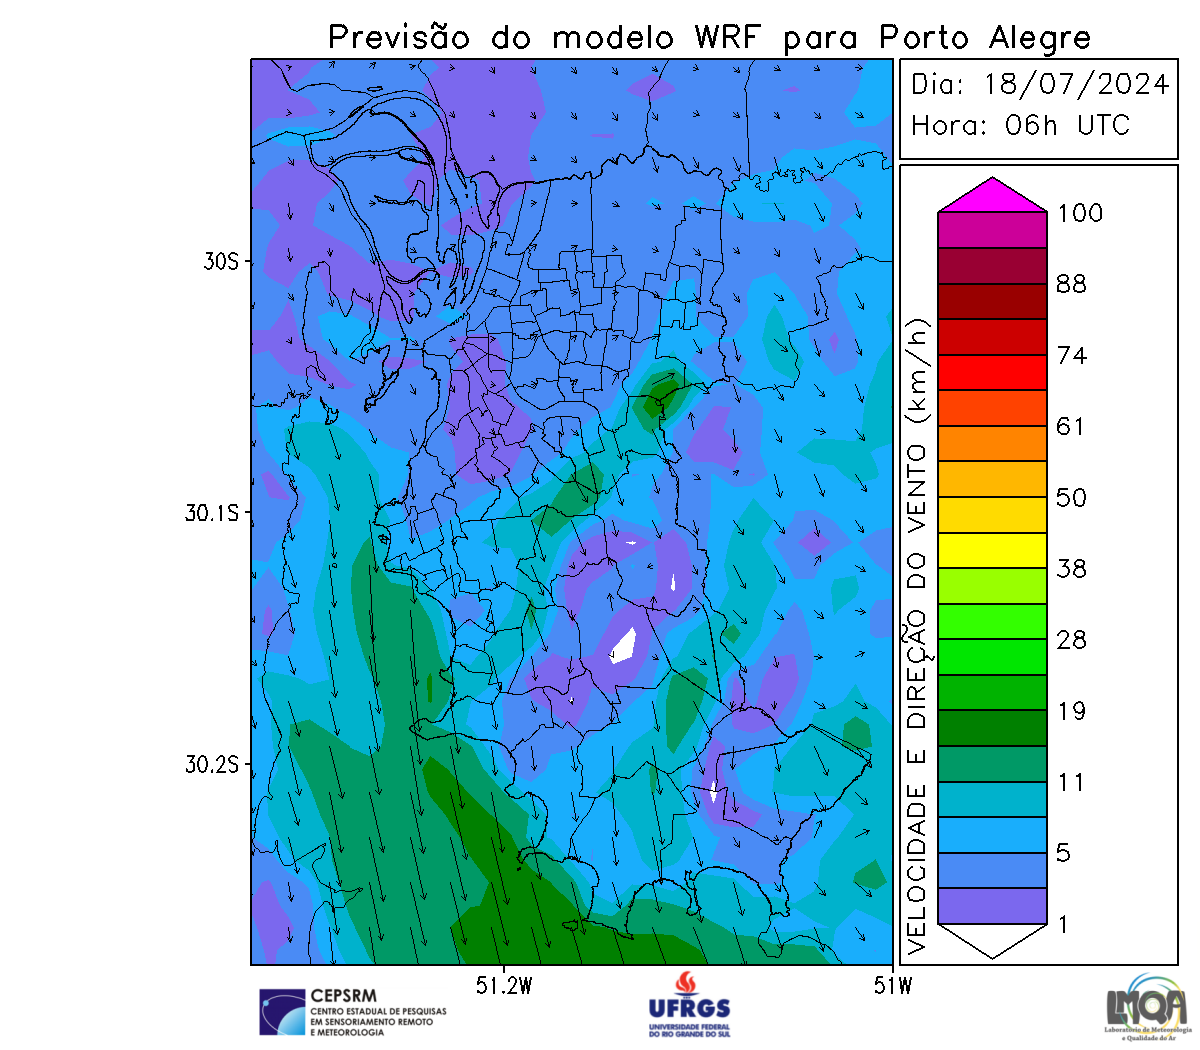 Previsão do modelo WRF para Porto Alegre
Dia: 18/07/2024
Hora: 06h UTC
30S
30.1S
30.2S
51.2W
51W
VELOCIDADE E DIREÇÃO DO VENTO (km/h)
100
88
74
61
50
38
28
19
11
5
1
CEPSRM
CENTRO ESTADUAL DE PESQUISAS
EM SENSORIAMENTO REMOTO
E METEOROLOGIA
UFRGS
UNIVERSIDADE FEDERAL
DO RIO GRANDE DO SUL
LMQA
Laboratório de Meteorologia
e Qualidade do Ar